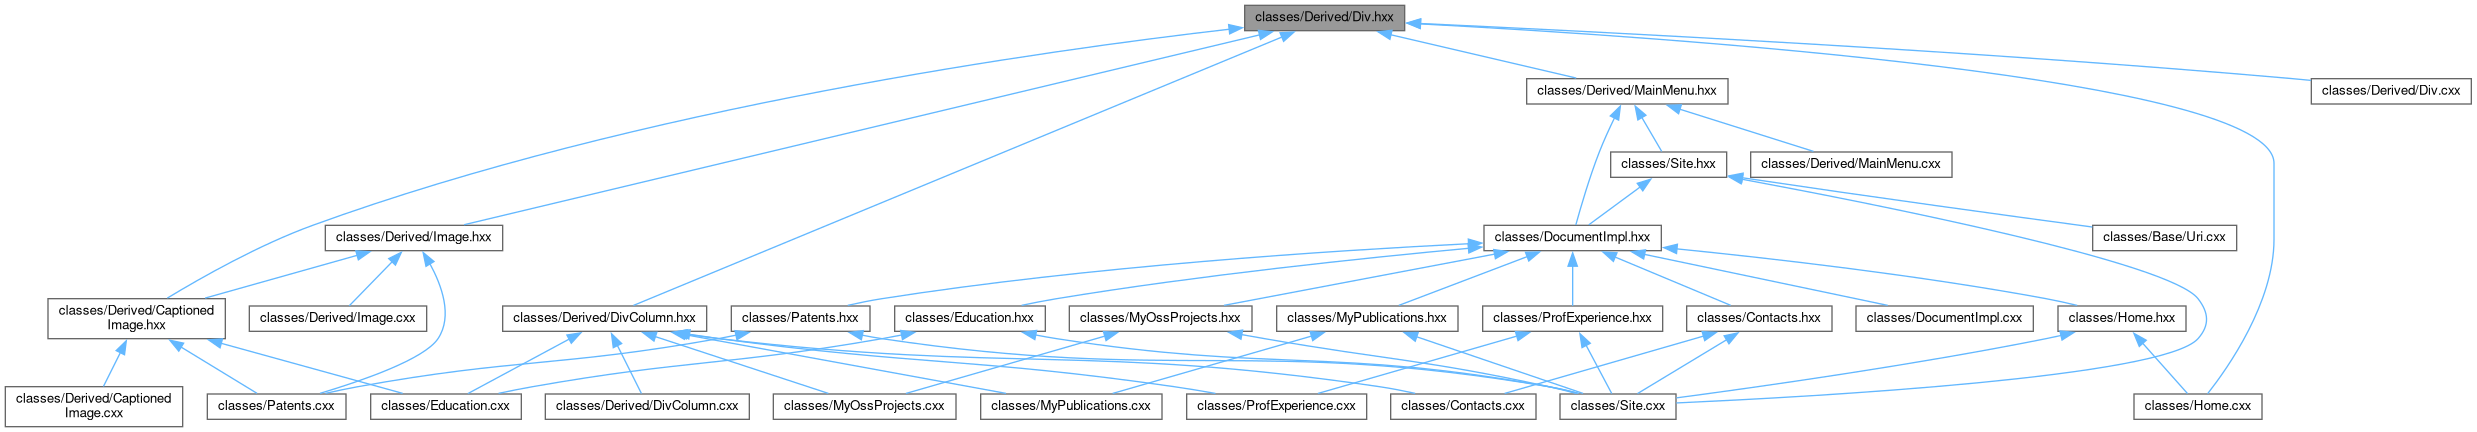 classes/Derived/Div.hxx
classes/Derived/MainMenu.hxx
classes/Derived/Div.cxx
classes/Site.hxx
classes/Derived/MainMenu.cxx
classes/Derived/Image.hxx
classes/DocumentImpl.hxx
classes/Base/Uri.cxx
classes/Derived/Captioned
Image.hxx
classes/Derived/Image.cxx
classes/Derived/DivColumn.hxx
classes/Patents.hxx
classes/Education.hxx
classes/MyOssProjects.hxx
classes/MyPublications.hxx
classes/ProfExperience.hxx
classes/Contacts.hxx
classes/DocumentImpl.cxx
classes/Home.hxx
classes/Derived/Captioned
Image.cxx
classes/Patents.cxx
classes/Education.cxx
classes/Derived/DivColumn.cxx
classes/MyOssProjects.cxx
classes/MyPublications.cxx
classes/ProfExperience.cxx
classes/Contacts.cxx
classes/Site.cxx
classes/Home.cxx